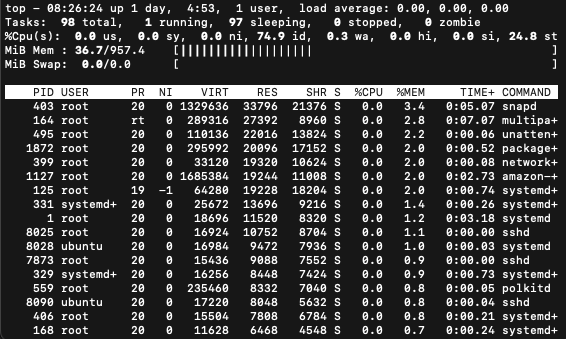 top - 08:26:24 up 1 day,  4:53,  1 user,  load average: 0.00, 0.00, 0.00
Tasks:  98 total,   1 running,  97 sleeping,   0 stopped,   0 zombie
%Cpu(s):  0.0 us,  0.0 sy,  0.0 ni, 74.9 id,  0.3 wa,  0.0 hi,  0.0 si, 24.8 st
MiB Mem : 36.7/957.4    [||||||||||||||||||||                                     ]
MiB Swap:  0.0/0.0      [                                                         ]
PID USER      PR  NI    VIRT    RES    SHR S  %CPU  %MEM     TIME+ COMMAND
403 root      20   0 1329636  33796  21376 S   0.0   3.4   0:05.07 snapd
164 root      rt   0  289316  27392   8960 S   0.0   2.8   0:07.07 multipa+
495 root      20   0  110136  22016  13824 S   0.0   2.2   0:00.06 unatten+
1872 root      20   0  295992  20096  17152 S   0.0   2.0   0:00.52 package+
399 root      20   0   33120  19320  10624 S   0.0   2.0   0:00.08 network+
1127 root      20   0 1685384  19244  11008 S   0.0   2.0   0:02.73 amazon-+
125 root      19  -1   64280  19228  18204 S   0.0   2.0   0:00.74 systemd+
331 systemd+  20   0   25672  13696   9216 S   0.0   1.4   0:00.26 systemd+
1 root      20   0   18696  11520   8320 S   0.0   1.2   0:03.18 systemd
8025 root      20   0   16924  10752   8704 S   0.0   1.1   0:00.00 sshd
8028 ubuntu    20   0   16984   9472   7936 S   0.0   1.0   0:00.03 systemd
7873 root      20   0   15436   9088   7552 S   0.0   0.9   0:00.00 sshd
329 systemd+  20   0   16256   8448   7424 S   0.0   0.9   0:00.73 systemd+
559 root      20   0  235460   8332   7040 S   0.0   0.8   0:00.05 polkitd
8090 ubuntu    20   0   17220   8048   5632 S   0.0   0.8   0:00.04 sshd
406 root      20   0   15504   7808   6784 S   0.0   0.8   0:00.21 systemd+
168 root      20   0   11628   6468   4548 S   0.0   0.7   0:00.24 systemd+